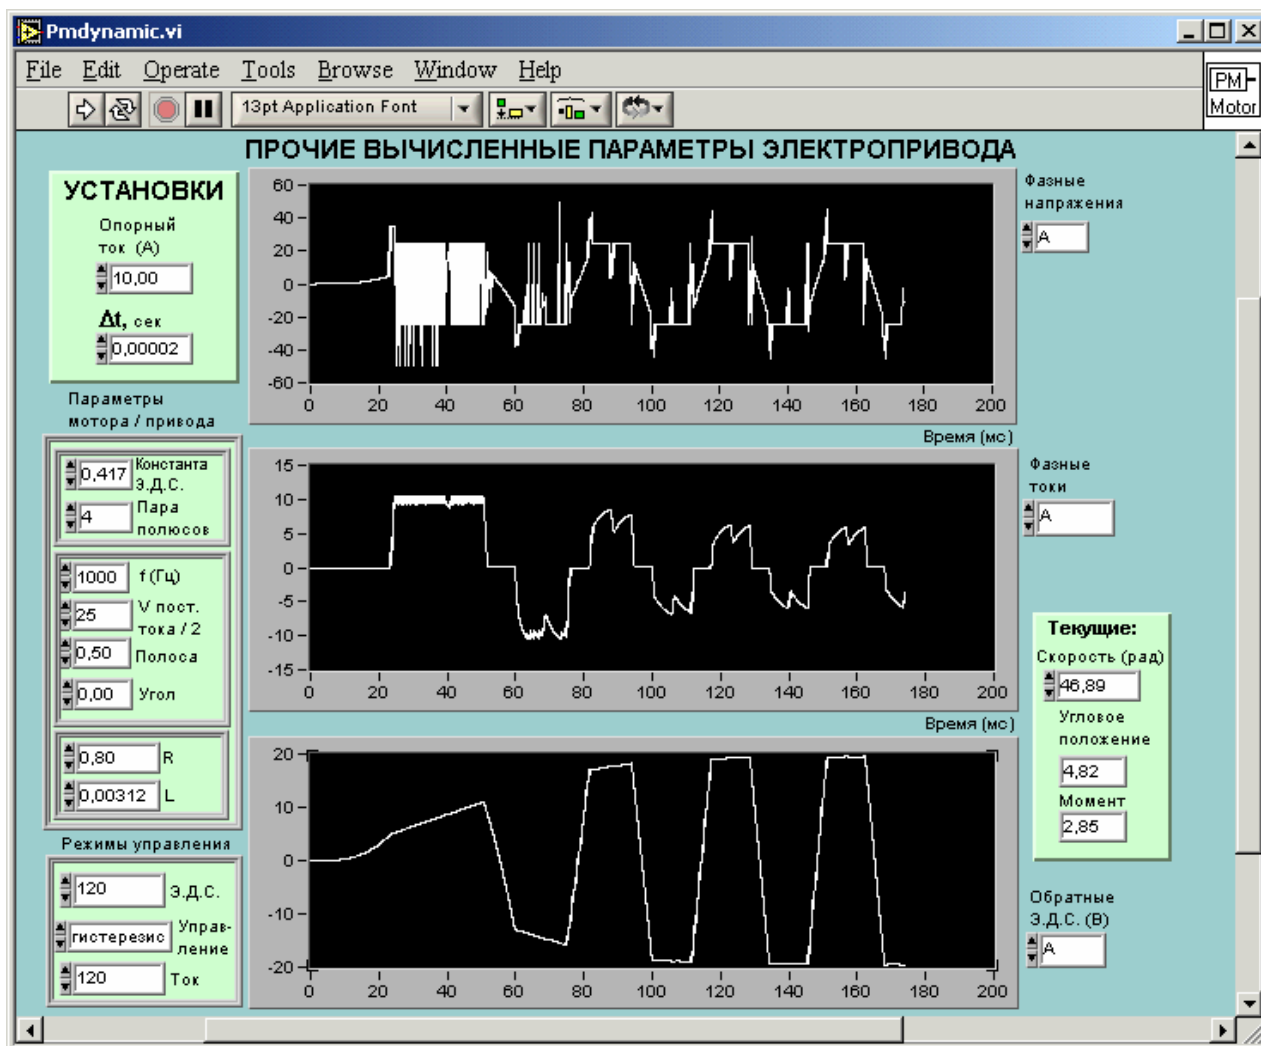 Pmdynamic.vi
File Edit Operate Tools Browse Window Help
13pt Application Font
PM
Motor
ПРОЧИЕ ВЫЧИСЛЕННЫЕ ПАРАМЕТРЫ ЭЛЕКТРОПРИВОДА
УСТАНОВКИ
Опорный
ток (А)
10,00
Δt, сек
0,00002
Параметры
мотора / привода
0,417 Константа
Э.Д.С.
4 Пара
полюсов
1000 f (Гц)
25 V пост.
тока / 2
0,50 Полоса
0,00 Угол
0,80 R
0,00312 L
Режимы управления
120 Э.Д.С.
гистерезис Управ-
ление
120 Ток
60
40
20
0
-20
-40
-60
0 20 40 60 80 100 120 140 160 180 200
Время (мс)
Фазные
напряжения
A
15
10
5
0
-5
-10
-15
0 20 40 60 80 100 120 140 160 180 200
Время (мс)
Фазные
токи
A
20
10
0
-10
-20
0 20 40 60 80 100 120 140 160 180 200
Текущие:
Скорость (рад)
46,89
Угловое
положение
4,82
Момент
2,85
Обратные
Э.Д.С. (В)
A